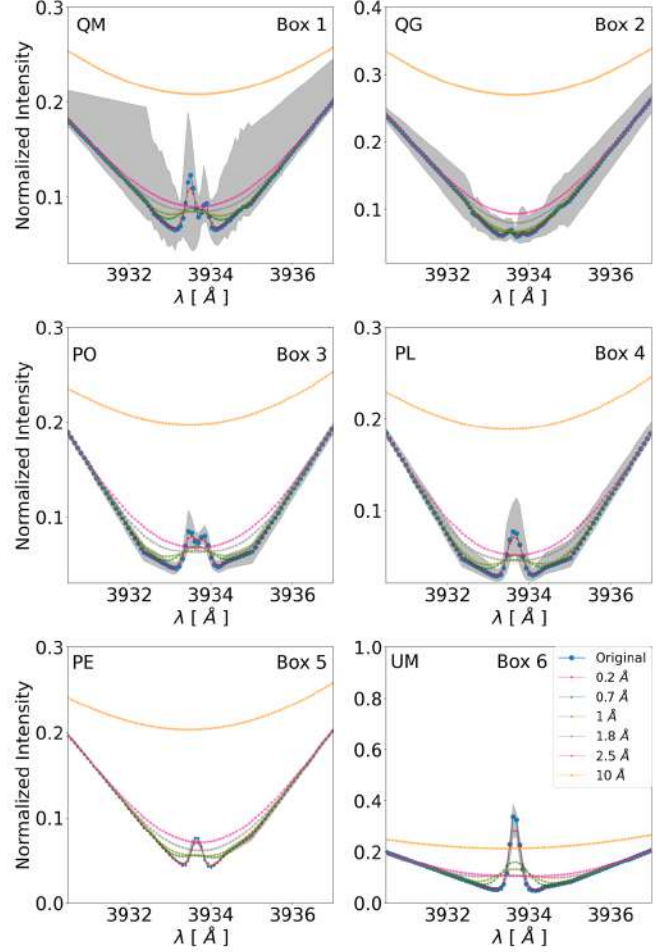 QM Box 1
QG Box 2
Normalized Intensity
0.3
0.2
0.1
0.4
0.3
0.2
0.1
3932 3934 3936
3932 3934 3936
λ [ Å ]
λ [ Å ]
PO Box 3
PL Box 4
Normalized Intensity
0.3
0.2
0.1
0.3
0.2
0.1
3932 3934 3936
3932 3934 3936
λ [ Å ]
λ [ Å ]
PE Box 5
UM Box 6
Normalized Intensity
0.3
0.2
0.1
0.0
1.0
0.8
0.6
0.4
0.2
0.0
Original
0.2 Å
0.7 Å
1 Å
1.8 Å
2.5 Å
10 Å
3932 3934 3936
3932 3934 3936
λ [ Å ]
λ [ Å ]